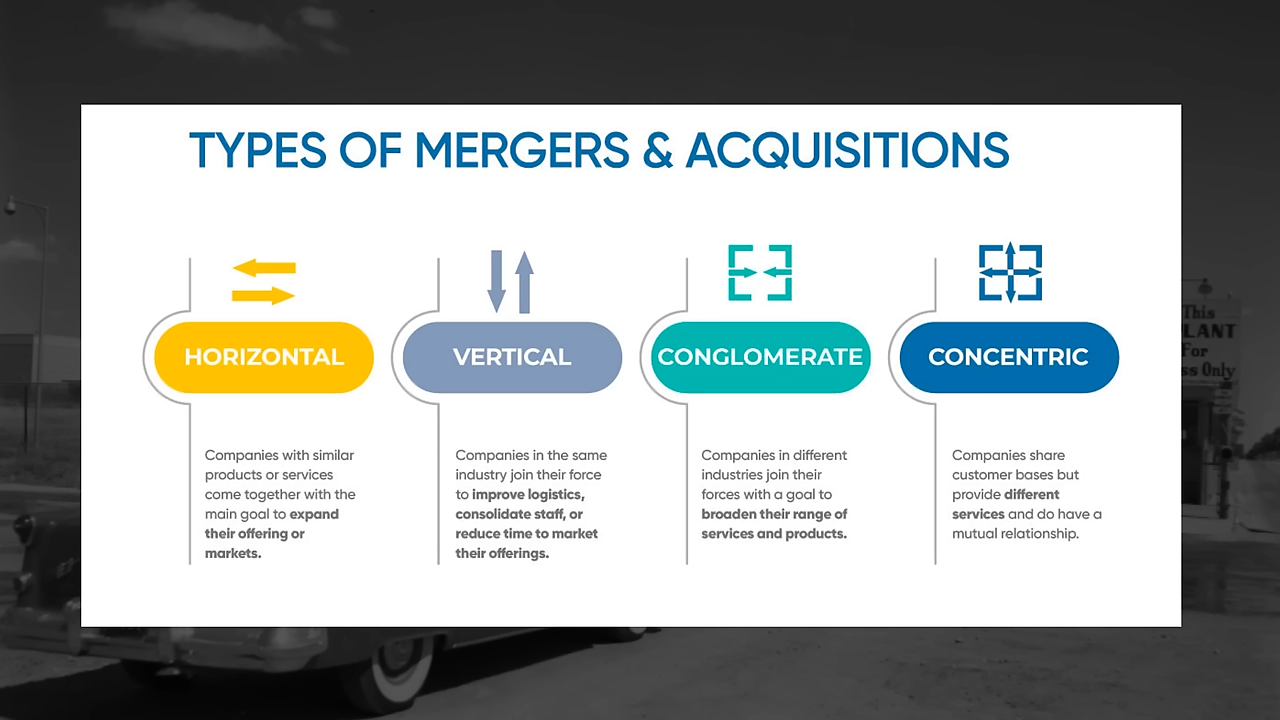 TYPES OF MERGERS & ACQUISITIONS
HORIZONTAL
Companies with similar
products or services
come together with the
main goal to expand
their offering or
markets.
VERTICAL
Companies in the same
industry join their force
to improve logistics,
consolidate staff, or
reduce time to market
their offerings.
CONGLOMERATE
Companies in different
industries join their
forces with a goal to
broaden their range of
services and products.
CONCENTRIC
Companies share
customer bases but
provide different
services and do have a
mutual relationship.
This
LANT
For
ss Only